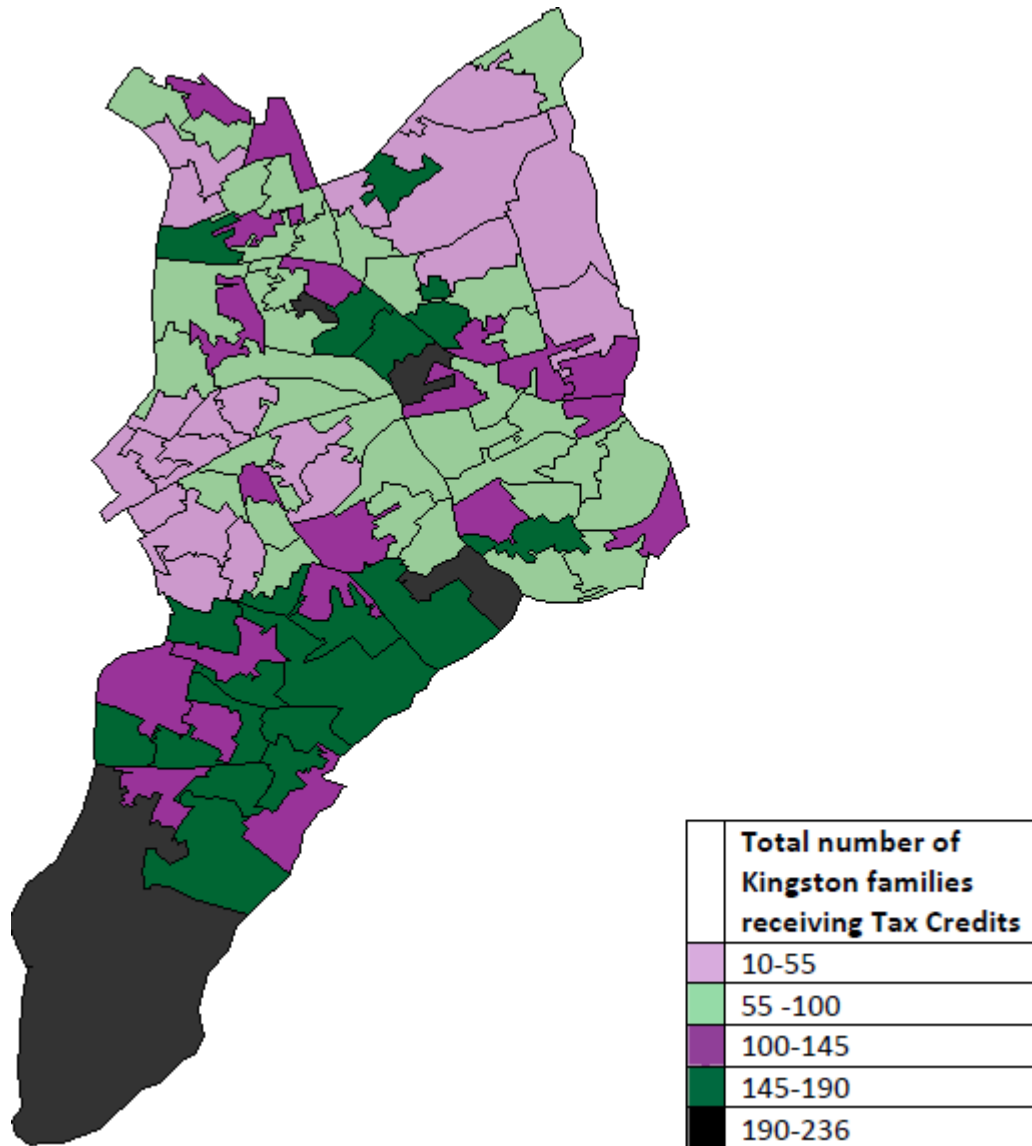 Total number of
Kingston families
receiving Tax Credits
10-55
55 -100
100-145
145-190
190-236